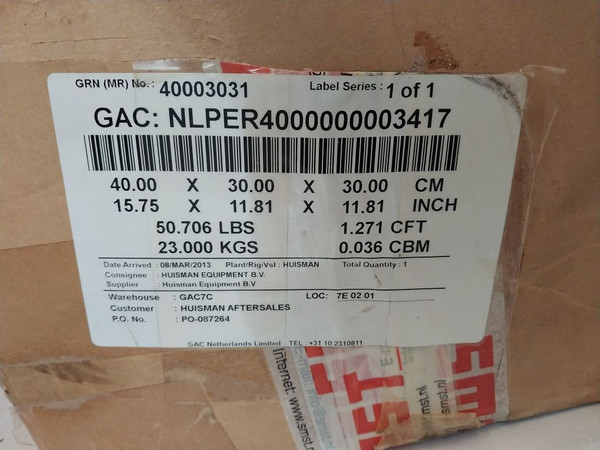 GRN (MR) No.: 40003031 Label Series : 1 of 1
GAC: NLPER4000000003417
40.00 X 30.00 X 30.00 CM
15.75 X 11.81 X 11.81 INCH
50.706 LBS 1.271 CFT
23.000 KGS 0.036 CBM
Date Arrived : 08/MAR/2013 Plant/Rig/Vsl : HUISMAN Total Quantity : 1
Consignee : HUISMAN EQUIPMENT B.V.
Supplier : Huisman Equipment B.V
Warehouse : GAC7C LOC: 7E 02 01
Customer : HUISMAN AFTERSALES
P.O. No. : PO-087264
GAC Netherlands Limited TEL : +31 10 2310811
info@smst.nl
Internet: www.smst.nl